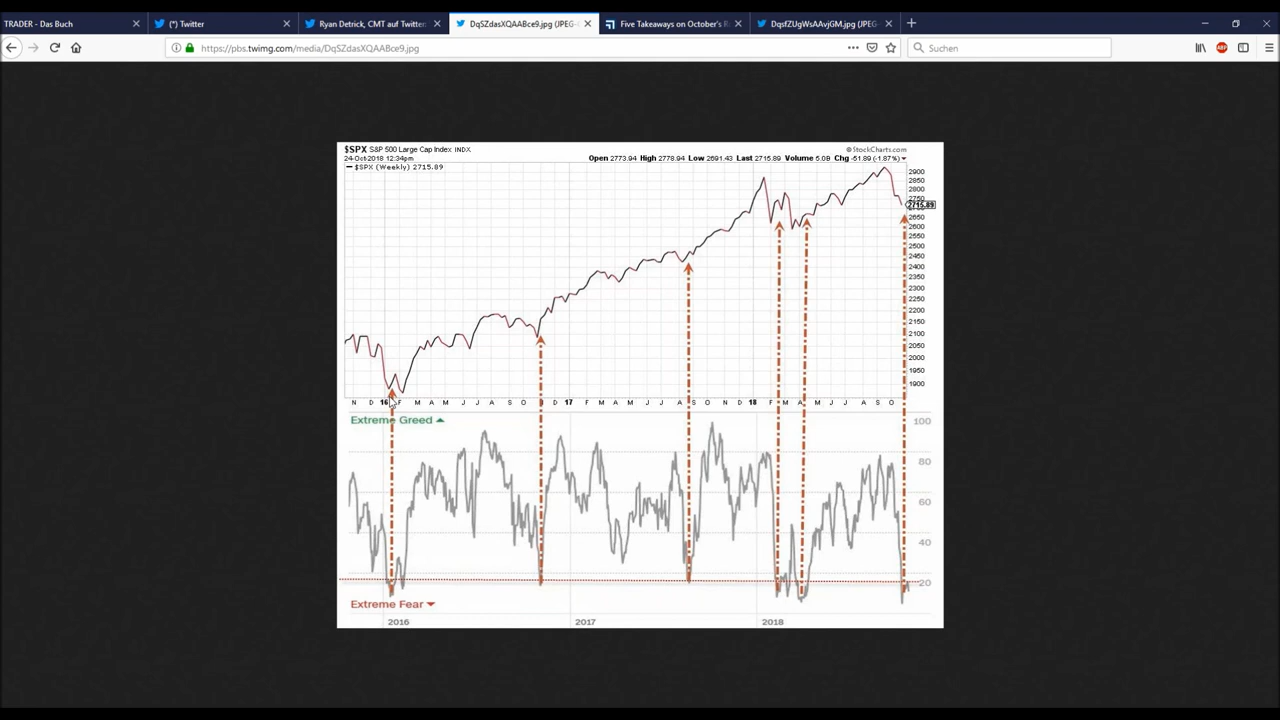 TRADER - Das Buch
(*) Twitter
Ryan Detrick, CMT auf Twitter:
DqSZdasXQAABce9.jpg (JPEG-
Five Takeaways on October's R
DqsfZUgWsAAvjGM.jpg (JPEG-
https://pbs.twimg.com/media/DqSZdasXQAABce9.jpg
Suchen
ABP
$SPX S&P 500 Large Cap Index INDX
© StockCharts.com
24-Oct-2018 12:34pm
Open 2773.94 High 2778.94 Low 2691.43 Last 2715.89 Volume 5.0B Chg -51.89 (-1.87%)
$SPX (Weekly) 2715.89
2900
2850
2800
2750
2715.89
2650
2600
2550
2500
2450
2400
2350
2300
2250
2200
2150
2100
2050
2000
1950
1900
N D 16 F M A M J J A S O N D 17 F M A M J J A S O N D 18 F M A M J J A S O
Extreme Greed
100
80
60
40
20
Extreme Fear
2016 2017 2018